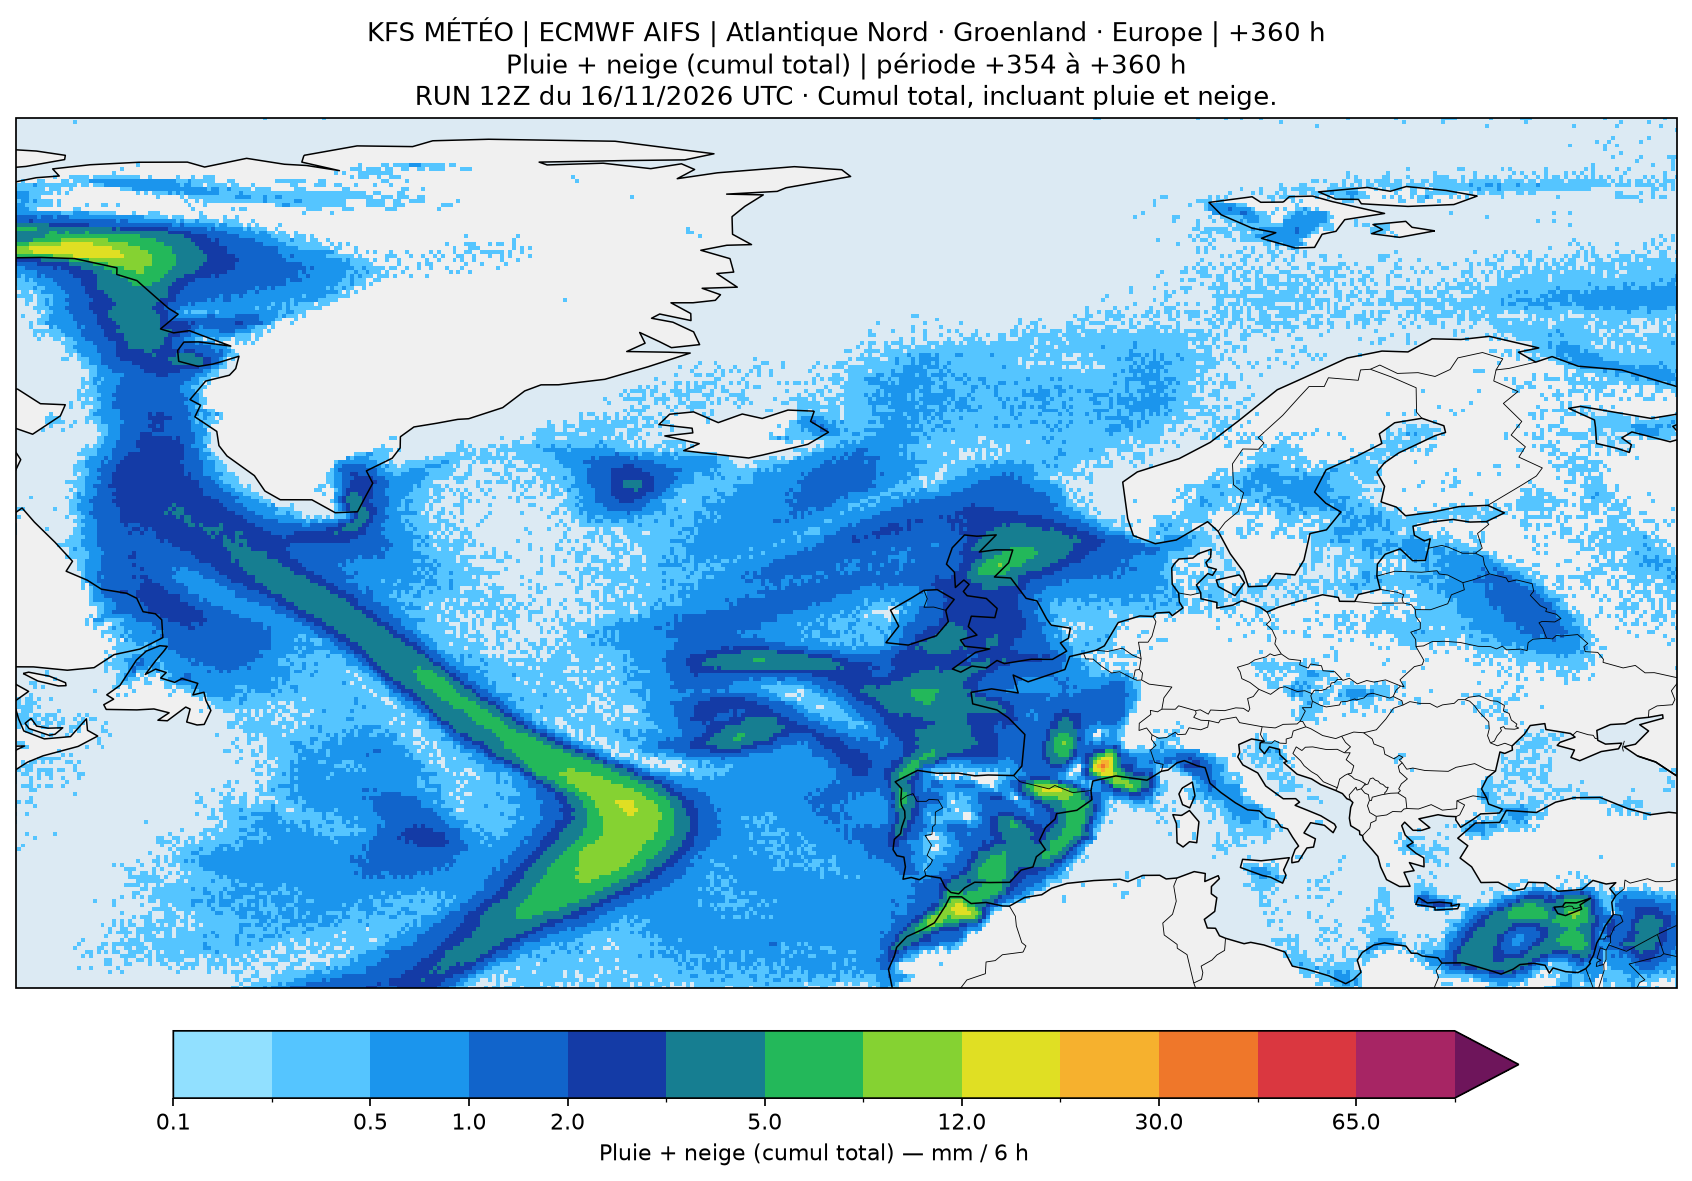 KFS MÉTÉO | ECMWF AIFS | Atlantique Nord · Groenland · Europe | +360 h
Pluie + neige (cumul total) | période +354 à +360 h
RUN 12Z du 16/11/2026 UTC · Cumul total, incluant pluie et neige.
0.1 0.5 1.0 2.0 5.0 12.0 30.0 65.0
Pluie + neige (cumul total) — mm / 6 h